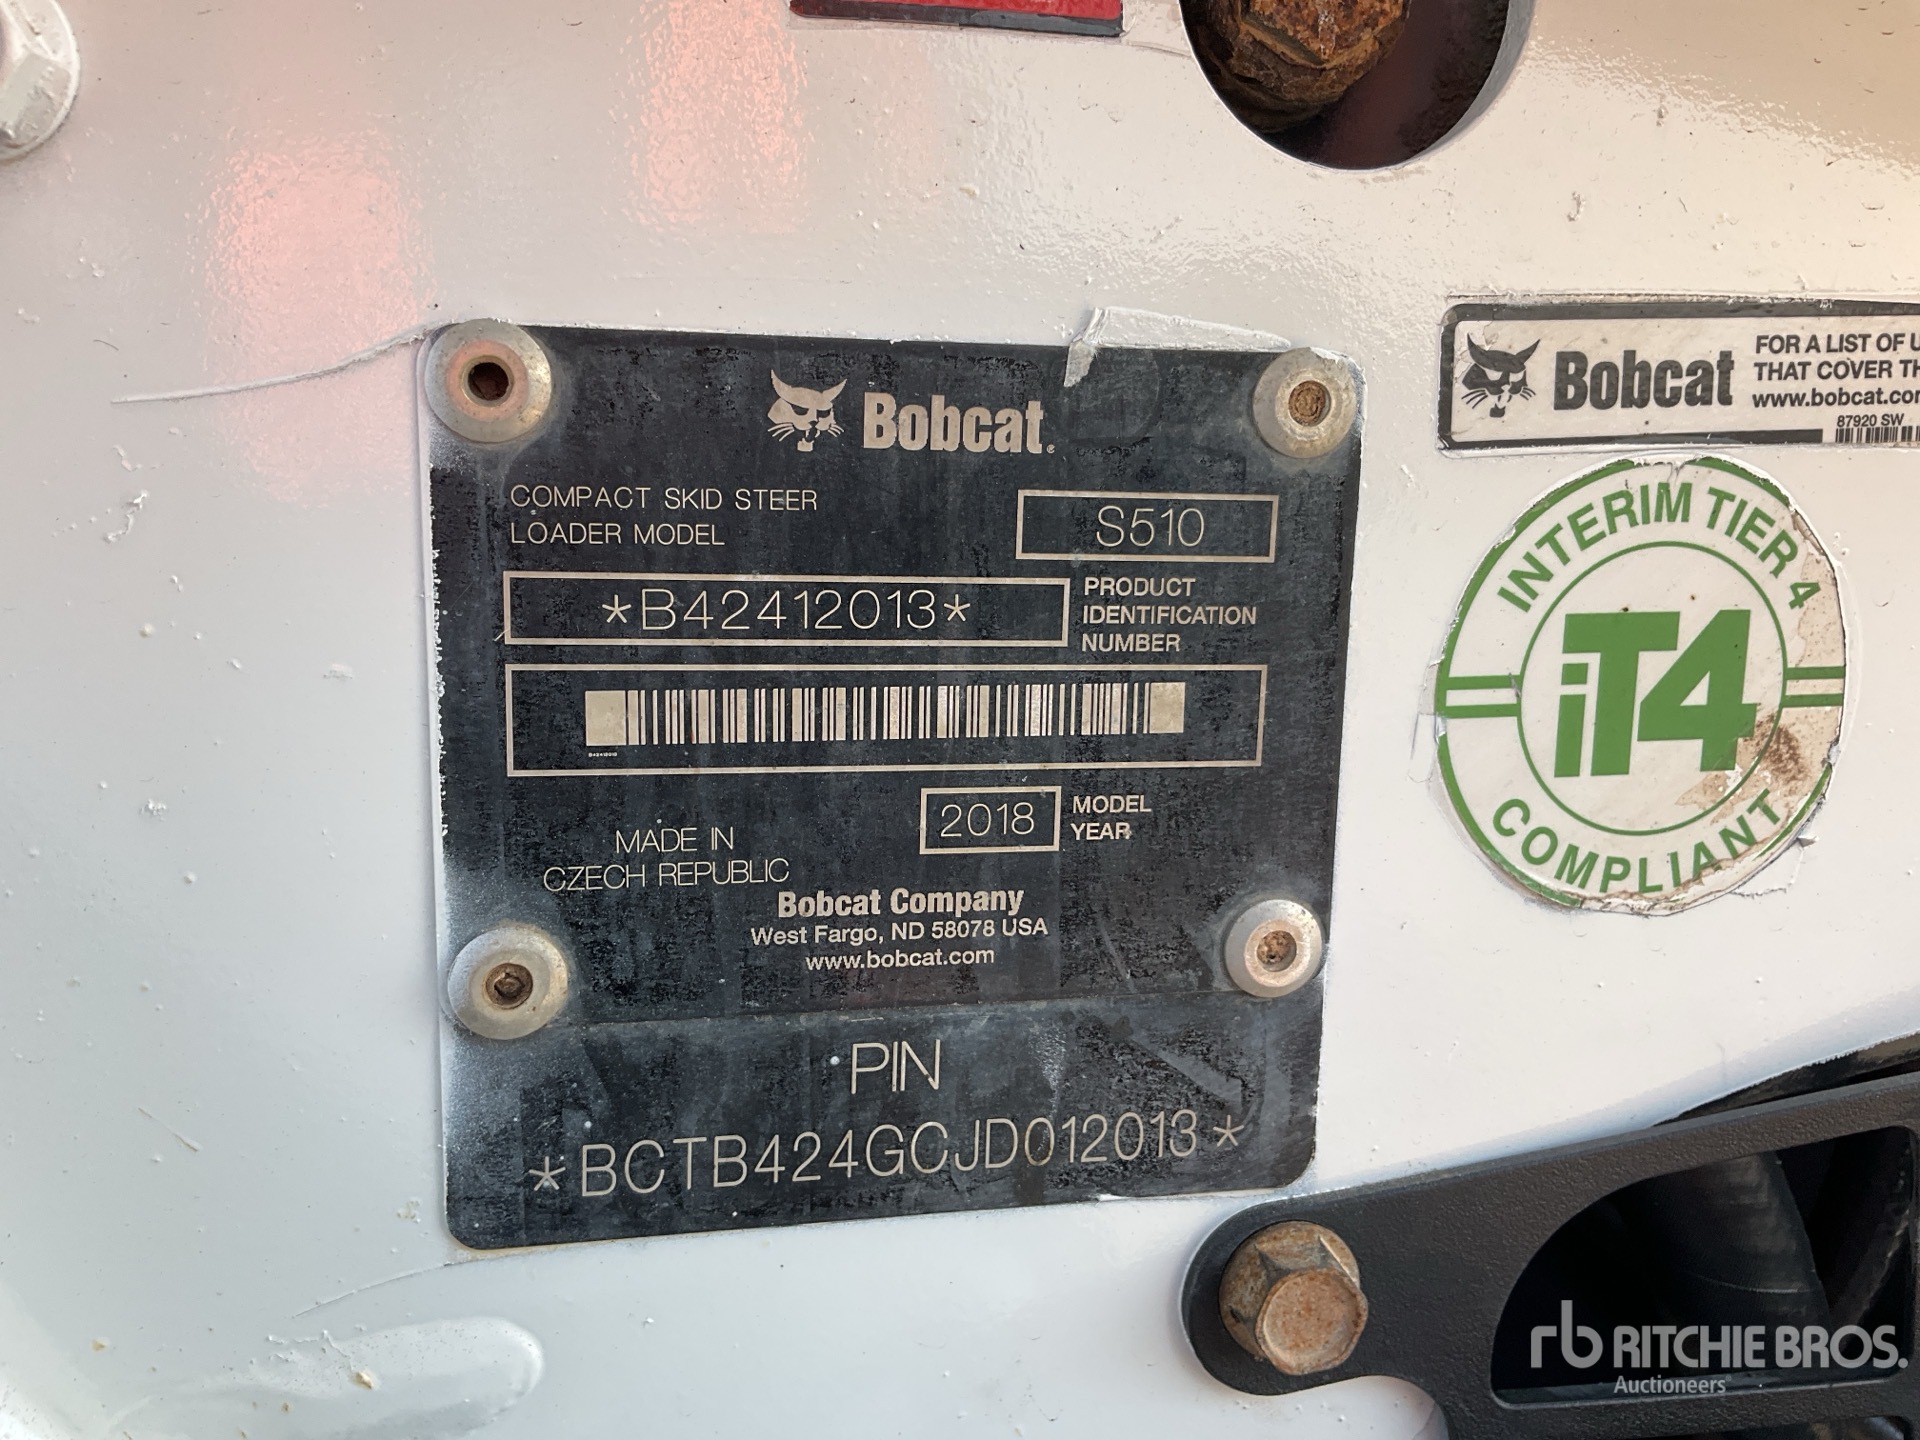 Bobcat®
COMPACT SKID STEER
LOADER MODEL
S510
*B42412013*
PRODUCT
IDENTIFICATION
NUMBER
B42412013
2018
MODEL
YEAR
MADE IN
CZECH REPUBLIC
Bobcat Company
West Fargo, ND 58078 USA
www.bobcat.com
PIN
*BCTB424GCJD012013*
Bobcat
FOR A LIST OF U
THAT COVER TH
www.bobcat.com
87920 SW
INTERIM TIER 4
iT4
COMPLIANT
rb RITCHIE BROS.
Auctioneers